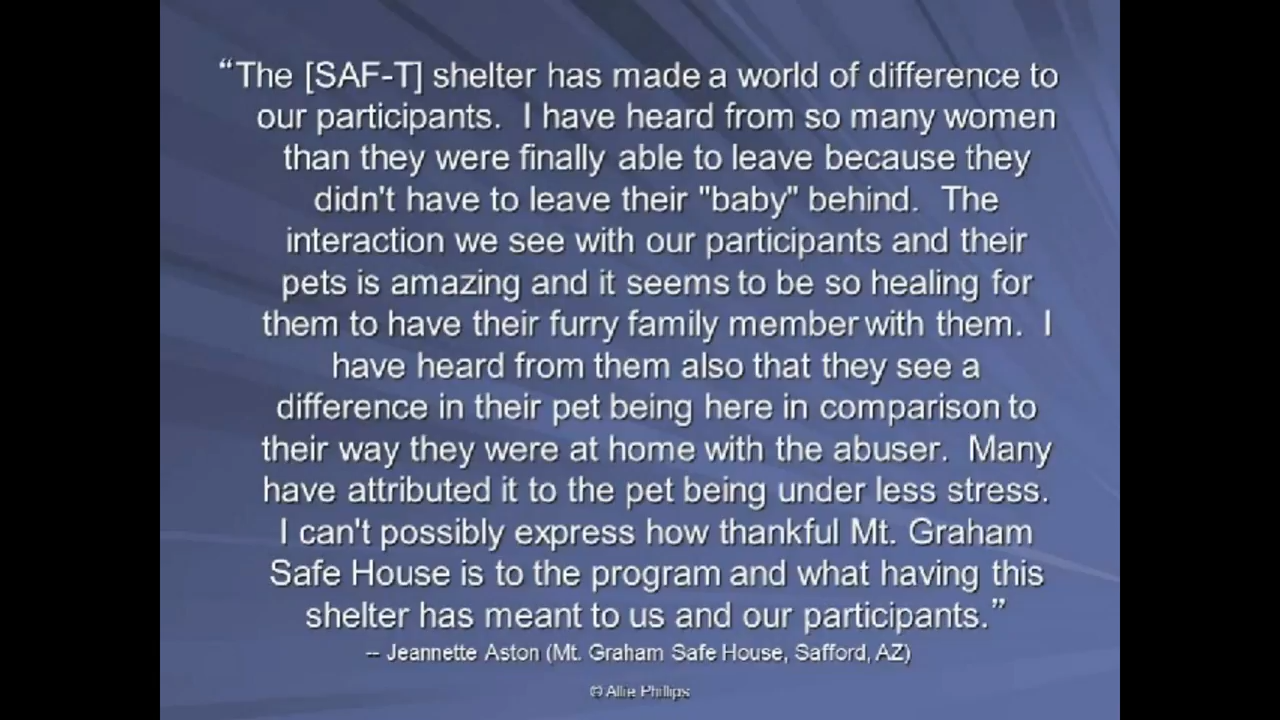 “The [SAF-T] shelter has made a world of difference to
our participants.  I have heard from so many women
than they were finally able to leave because they
didn't have to leave their "baby" behind.  The
interaction we see with our participants and their
pets is amazing and it seems to be so healing for
them to have their furry family member with them.  I
have heard from them also that they see a
difference in their pet being here in comparison to
their way they were at home with the abuser.  Many
have attributed it to the pet being under less stress.
I can't possibly express how thankful Mt. Graham
Safe House is to the program and what having this
shelter has meant to us and our participants.”
-- Jeannette Aston (Mt. Graham Safe House, Safford, AZ)
© Allie Phillips